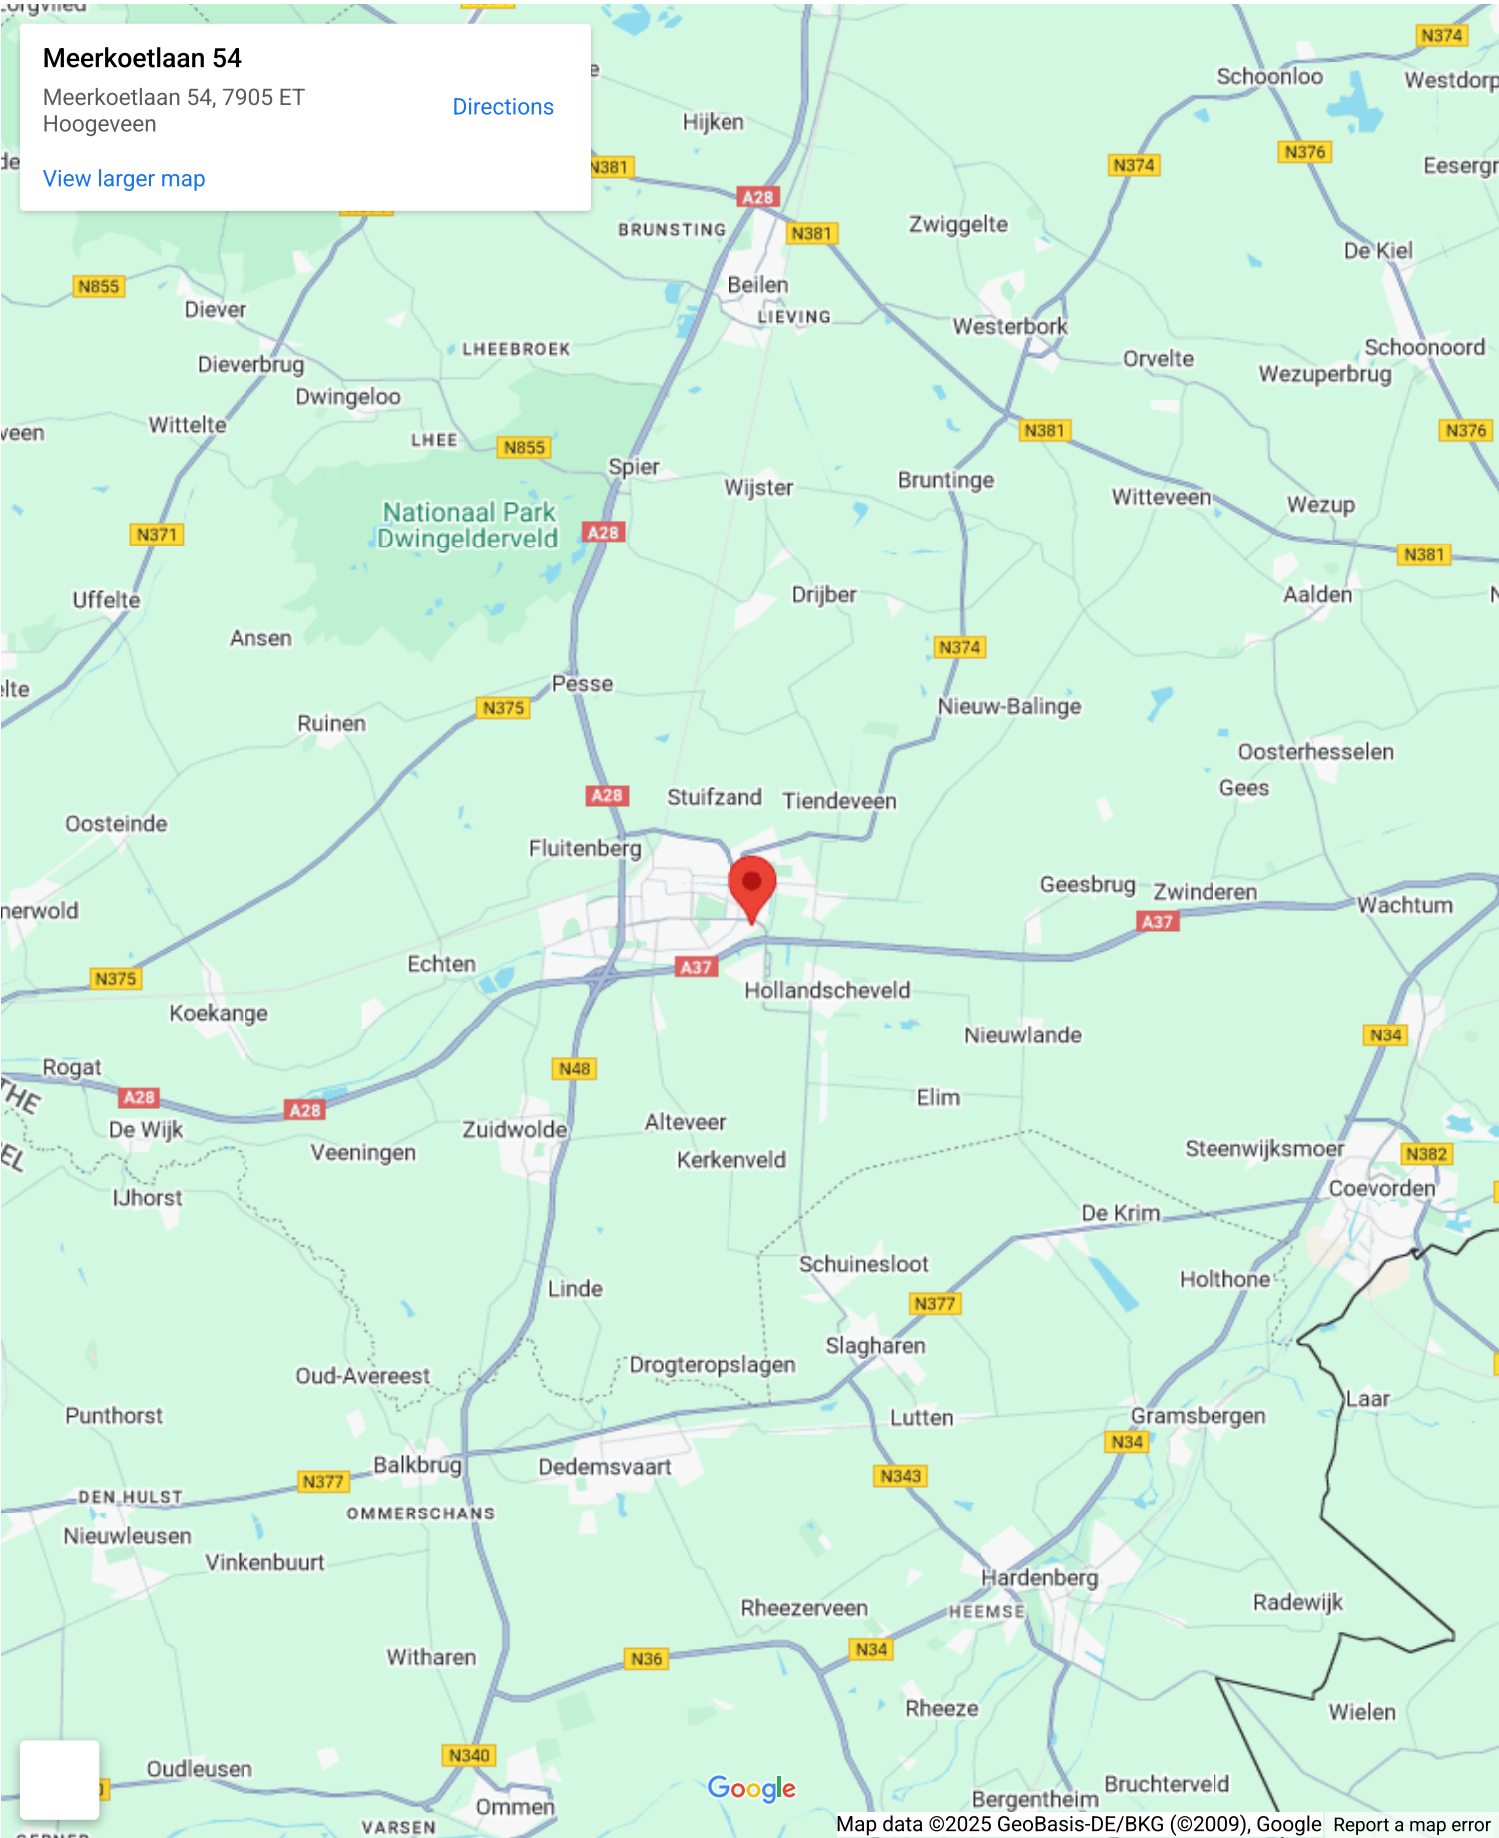 Meerkoetlaan 54
Meerkoetlaan 54, 7905 ET
Hoogeveen
Directions
View larger map
N374
Schoonloo
Westdorp
Hijken
N376
N381
N374
Eesergr
A28
BRUNSTING
N381
Zwiggelte
De Kiel
N855
Beilen
Diever
LIEVING
Westerbork
LHEEBROEK
Schoonoord
Dieverbrug
Orvelte
Wezuperbrug
Dwingeloo
Wittelte
veen
LHEE
N855
N381
N376
Spier
Wijster
Bruntinge
Witteveen
Wezup
Nationaal Park
Dwingelderveld
N371
A28
N381
Uffelte
Drijber
Aalden
Ansen
N374
Pesse
elte
N375
Nieuw-Balinge
Ruinen
Oosterhesselen
Gees
A28
Stuifzand
Tiendeveen
Oosteinde
Fluitenberg
Geesbrug
Zwinderen
nerwold
Wachtum
A37
Echten
A37
N375
Hollandscheveld
Koekange
Nieuwlande
N34
Rogat
N48
A28
A28
Elim
THE
De Wijk
Zuidwolde
Alteveer
EL
Veeningen
Steenwijksmoer
N382
Kerkenveld
IJhorst
Coevorden
De Krim
Schuinesloot
Holthone
Linde
N377
Slagharen
Oud-Avereest
Drogteropslagen
Laar
Punthorst
Lutten
Gramsbergen
N34
Balkbrug
Dedemsvaart
N343
N377
DEN HULST
OMMERSCHANS
Nieuwleusen
Vinkenbuurt
Hardenberg
Rheezerveen
HEEMSE
Radewijk
Witharen
N36
N34
Rheeze
Wielen
N340
Oudleusen
Google
Bruchterveld
Bergentheim
Ommen
VARSEN
Map data ©2025 GeoBasis-DE/BKG (©2009), Google
Report a map error